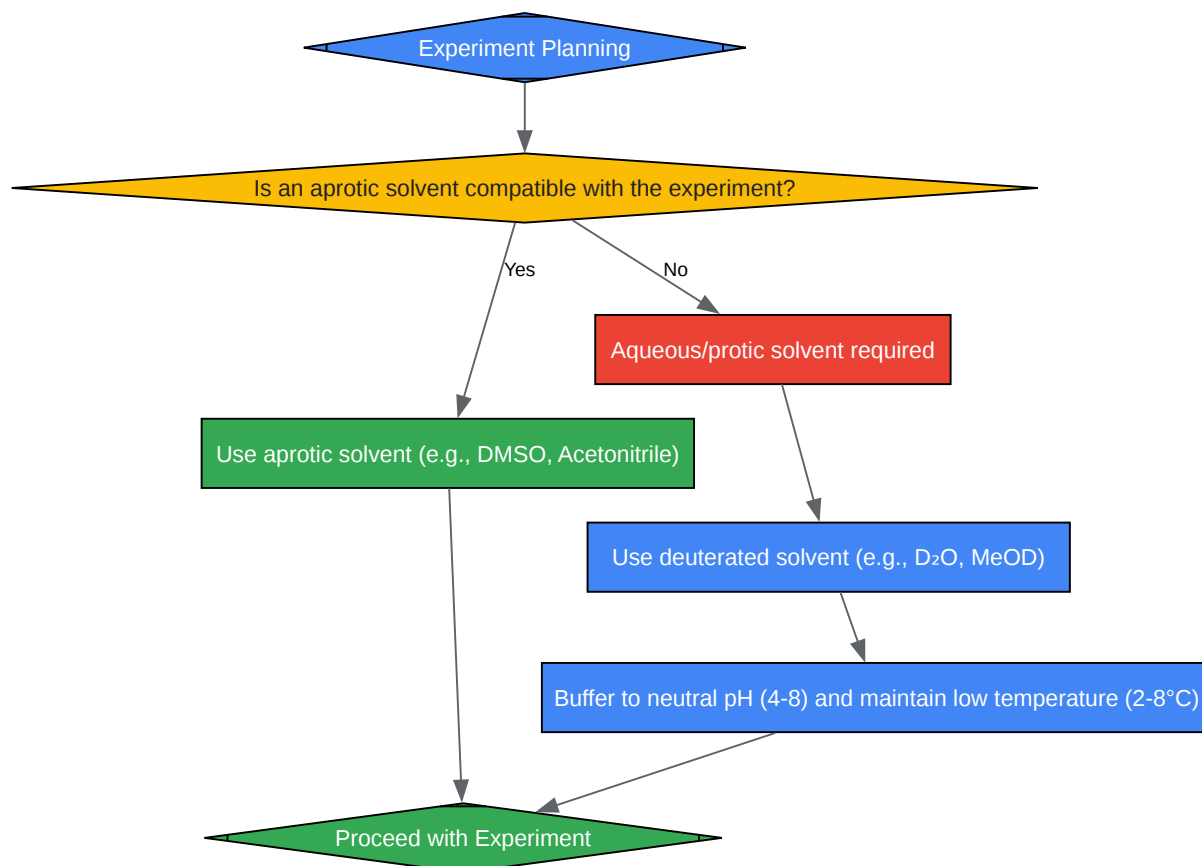 Experiment Planning
Is an aprotic solvent compatible with the experiment?
Yes
No
Aqueous/protic solvent required
Use aprotic solvent (e.g., DMSO, Acetonitrile)
Use deuterated solvent (e.g., D₂O, MeOD)
Buffer to neutral pH (4-8) and maintain low temperature (2-8°C)
Proceed with Experiment